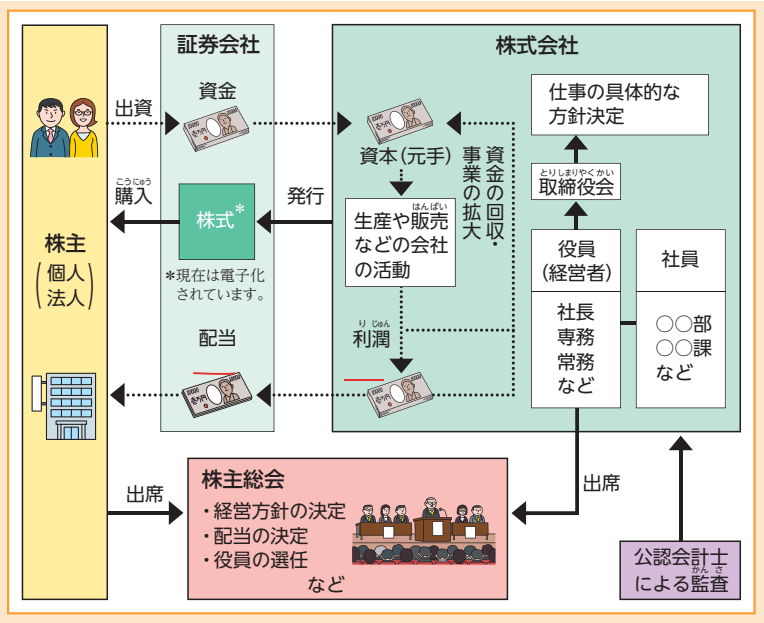 証券会社
株式会社
出資
資金
資本(元手)
資金の回収・
事業の拡大
仕事の具体的な
方針決定
とりしまりやくかい
取締役会
こうにゅう
購入
株式*
発行
*現在は電子化
されています。
はんばい
生産や販売
などの会社
の活動
役員
(経営者)
社長
専務
常務
など
社員
○○部
○○課
など
株主
(個人
法人)
配当
り じゅん
利潤
出席
株主総会
・経営方針の決定
・配当の決定
・役員の選任
など
出席
公認会計士
かん さ
による監査